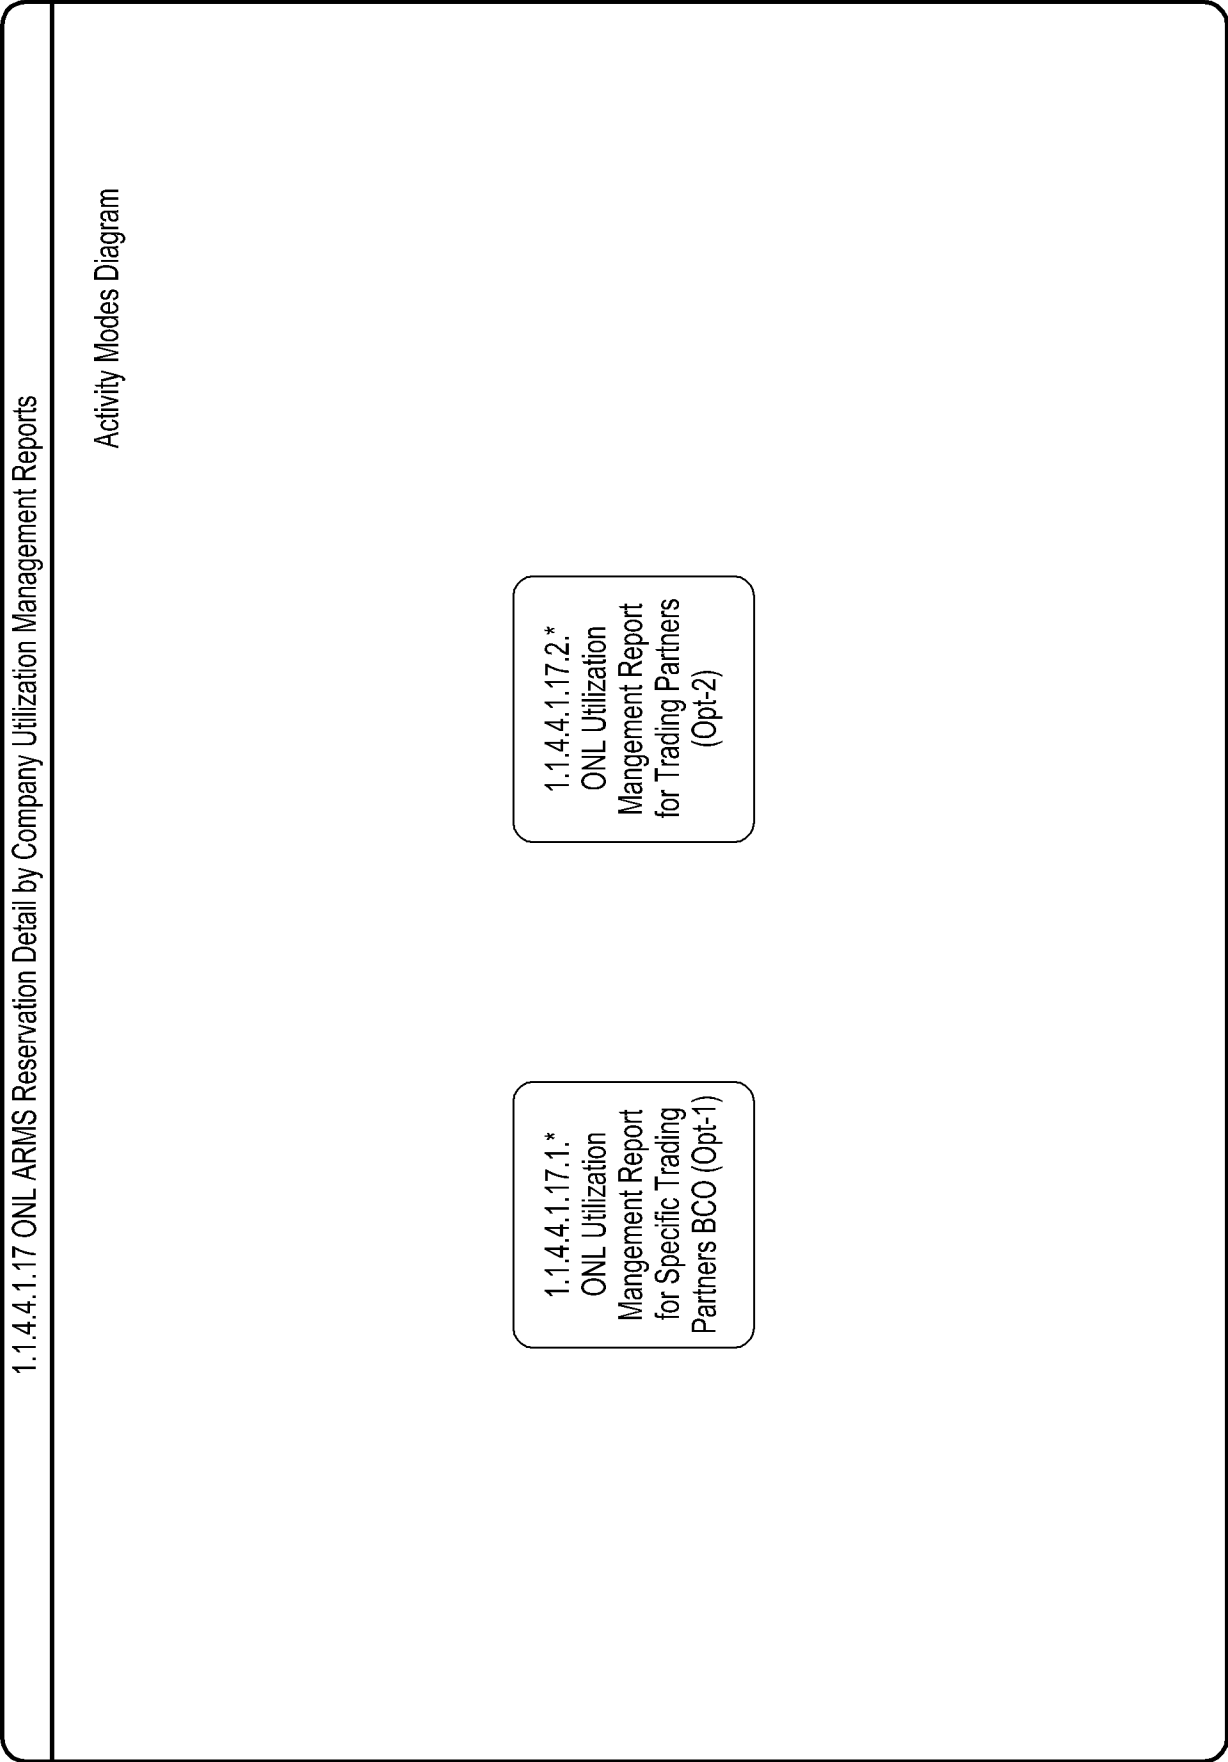 1.1.4.4.1.17 ONL ARMS Reservation Detail by Company Utilization Management Reports
Activity Modes Diagram
1.1.4.4.1.17.1.*
ONL Utilization
Mangement Report
for Specific Trading
Partners BCO (Opt-1)
1.1.4.4.1.17.2.*
ONL Utilization
Mangement Report
for Trading Partners
(Opt-2)